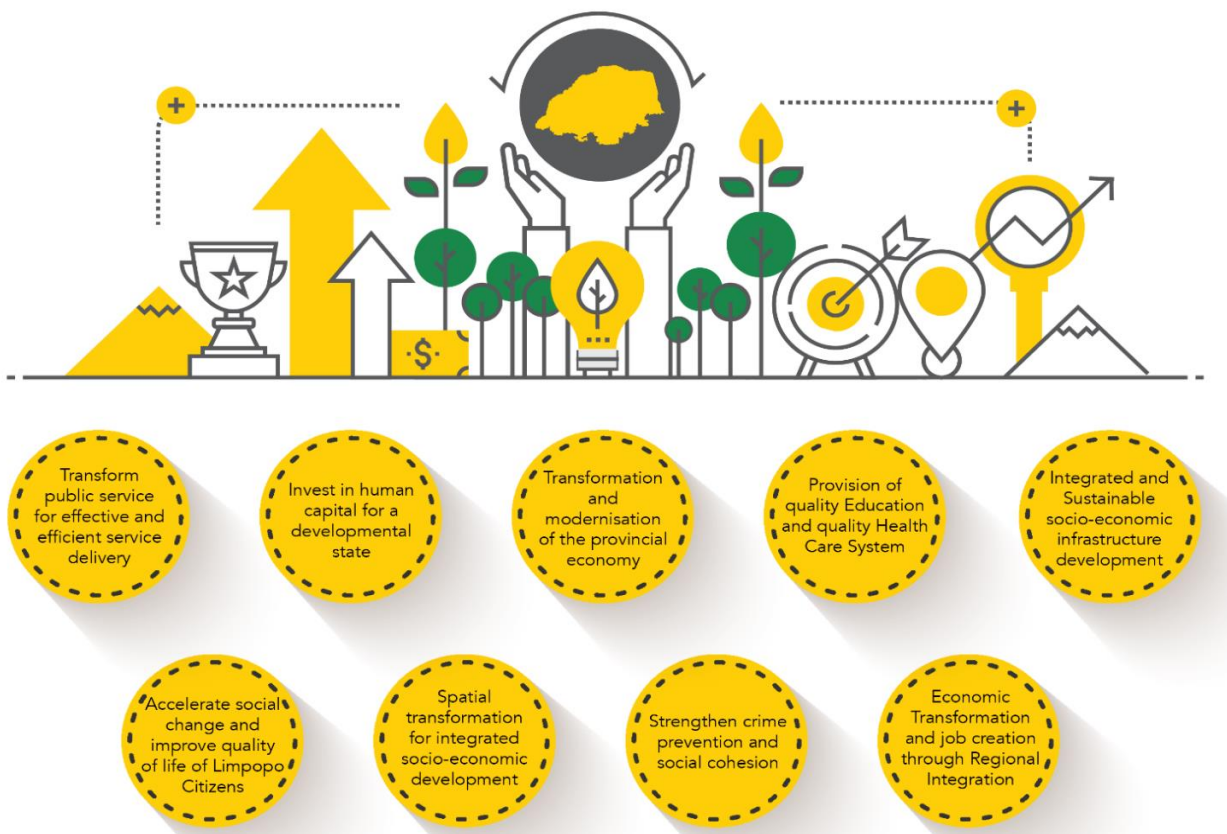 +
+
$
Transform
public service
for effective and
efficient service
delivery
Invest in human
capital for a
developmental
state
Transformation
and
modernisation
of the provincial
economy
Provision of
quality Education
and quality Health
Care System
Integrated and
Sustainable
socio-economic
infrastructure
development
Accelerate social
change and
improve quality
of life of Limpopo
Citizens
Spatial
transformation
for integrated
socio-economic
development
Strengthen crime
prevention and
social cohesion
Economic
Transformation
and job creation
through Regional
Integration